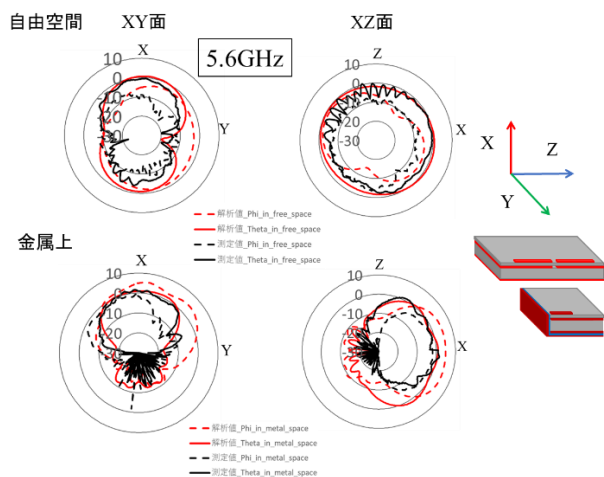 自由空間
XY面
XZ面
5.6GHz
X
10
0
-10
-20
-30
Y
Z
10
0
-10
20
-30
X
X
Z
Y
解析値_Phi_in_free_space
解析値_Theta_in_free_space
測定値_Phi_in_free_space
測定値_Theta_in_free_space
金属上
X
10
0
-10
-20
Y
Z
10
0
-10
X
解析値_Phi_in_metal_space
解析値_Theta_in_metal_space
測定値_Phi_in_metal_space
測定値_Theta_in_metal_space